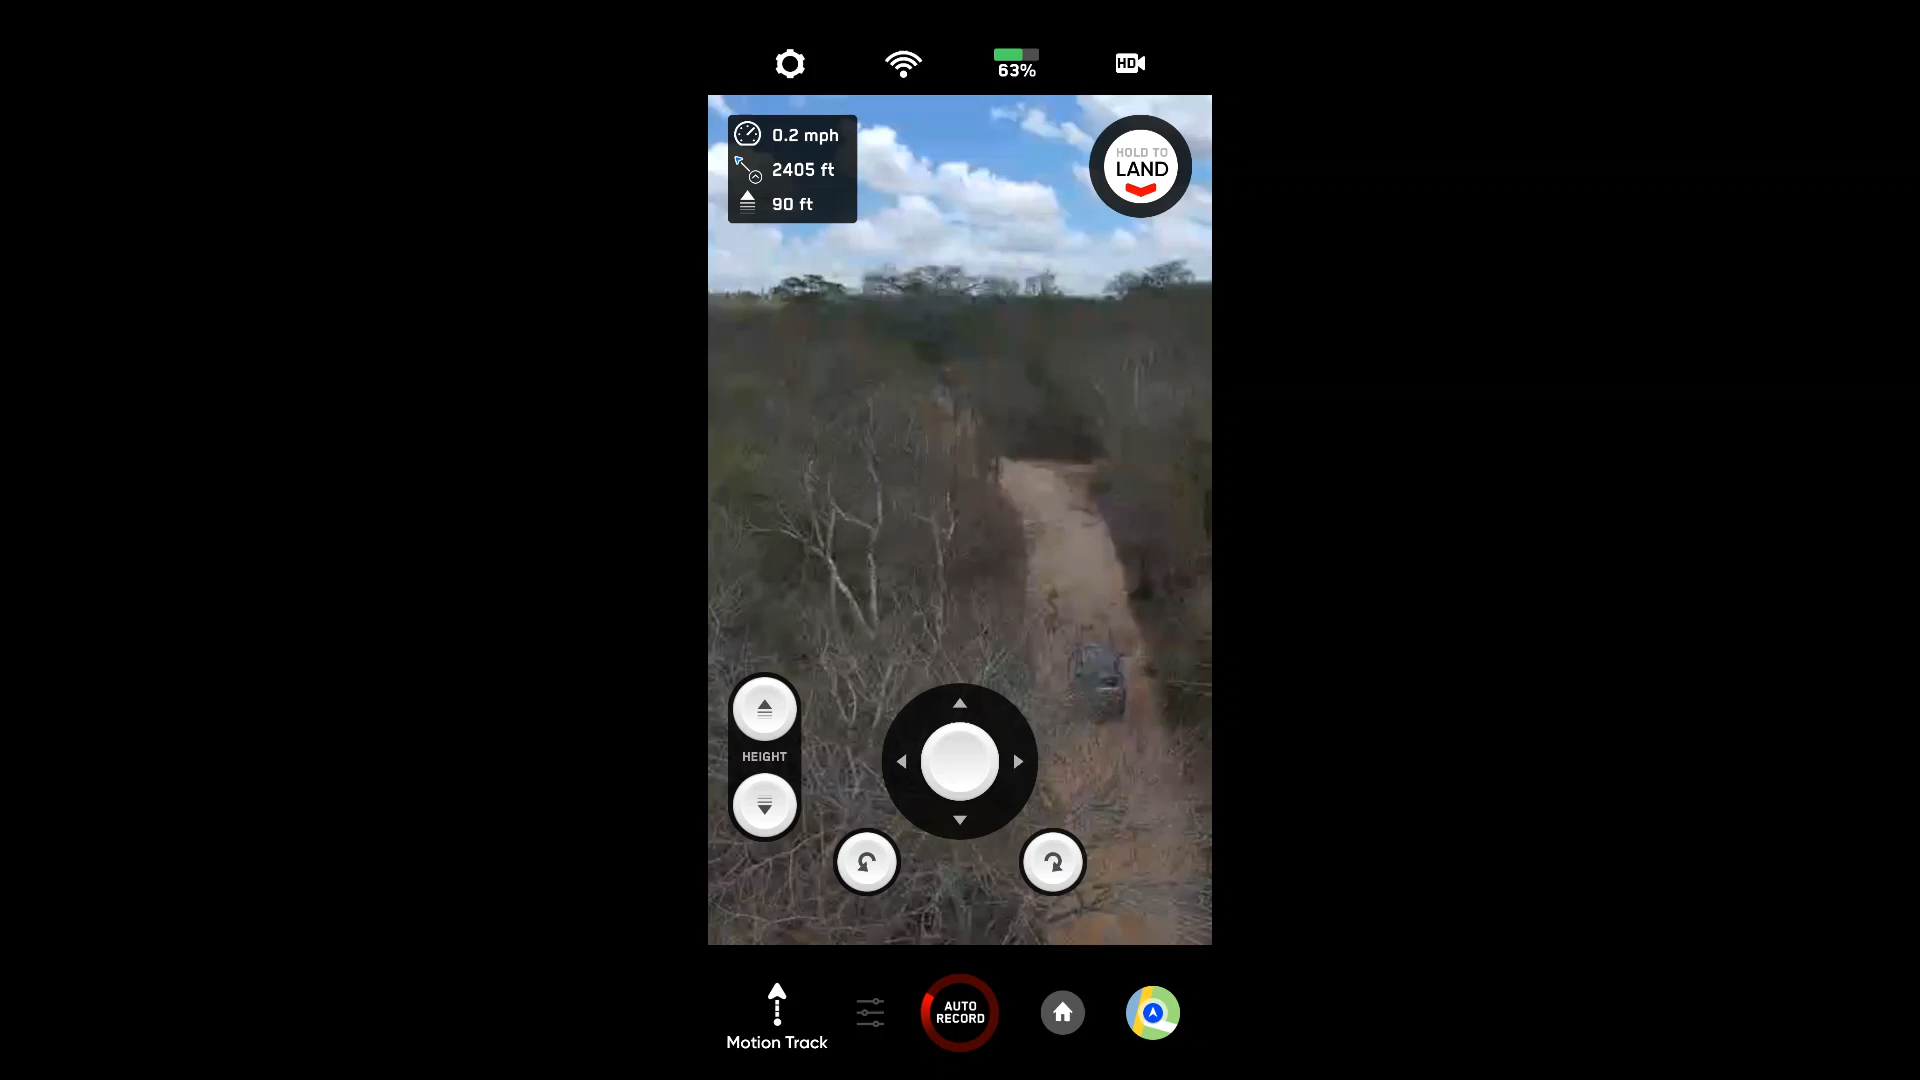 63%
HD
0.2 mph
2405 ft
90 ft
HOLD TO
LAND
HEIGHT
AUTO
RECORD
Motion Track